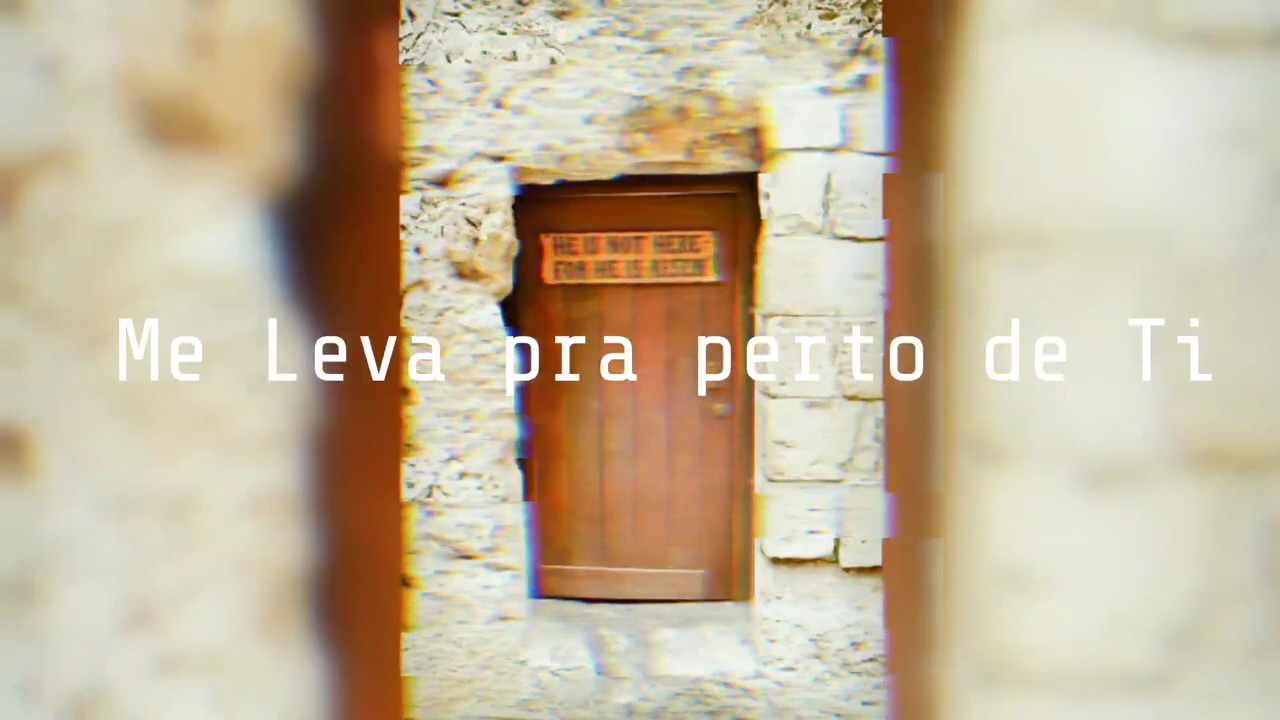 HE IS NOT HERE-
FOR HE IS RISEN
Me Leva pra perto de Ti